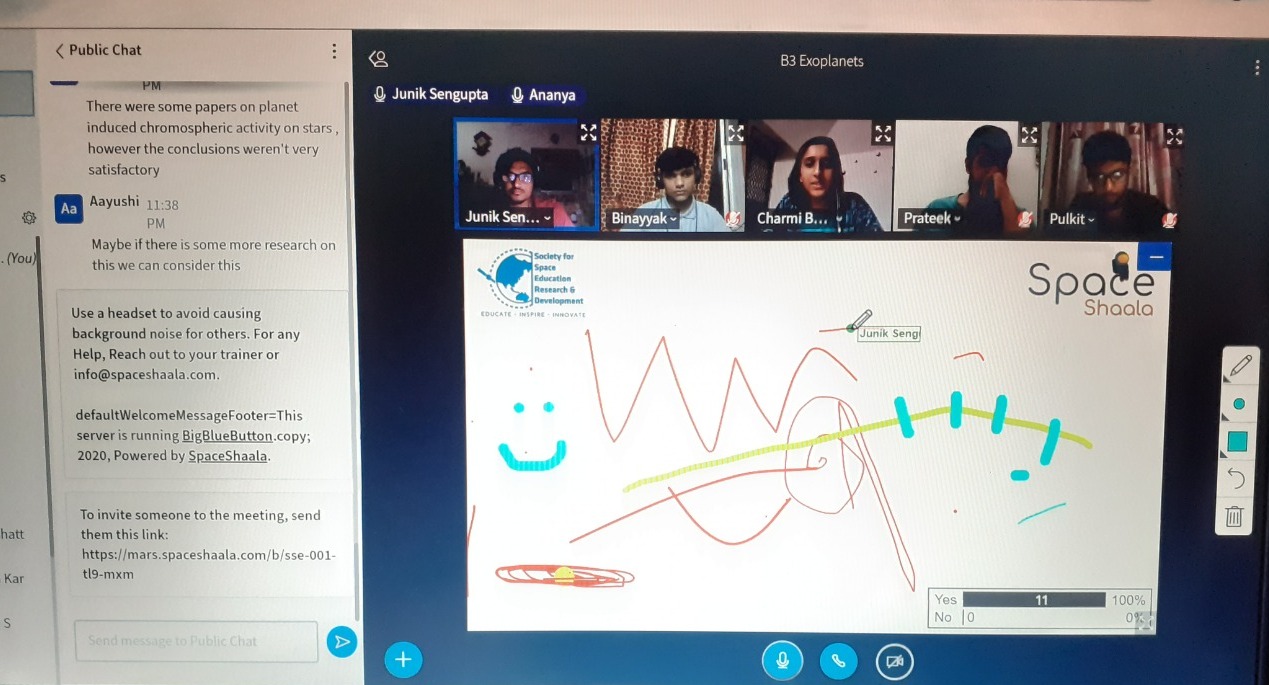 Public Chat
PM
There were some papers on planet
induced chromospheric activity on stars ,
however the conclusions weren't very
satisfactory
Aa
Aayushi 11:38
PM
Maybe if there is some more research on
this we can consider this
s
. (You)
Use a headset to avoid causing
background noise for others. For any
Help, Reach out to your trainer or
info@spaceshaala.com.
defaultWelcomeMessageFooter=This
server is running BigBlueButton.copy;
2020, Powered by SpaceShaala.
To invite someone to the meeting, send
them this link:
https://mars.spaceshaala.com/b/sse-001-
tl9-mxm
hatt
Kar
S
Send message to Public Chat
B3 Exoplanets
Junik Sengupta
Ananya
Junik Sen...
Binayyak
Charmi B...
Prateek
Pulkit
Society for
Space
Education
Research &
Development
EDUCATE - INSPIRE - INNOVATE
Space
Shaala
Junik Seng
Yes 11 100%
No 0 0%